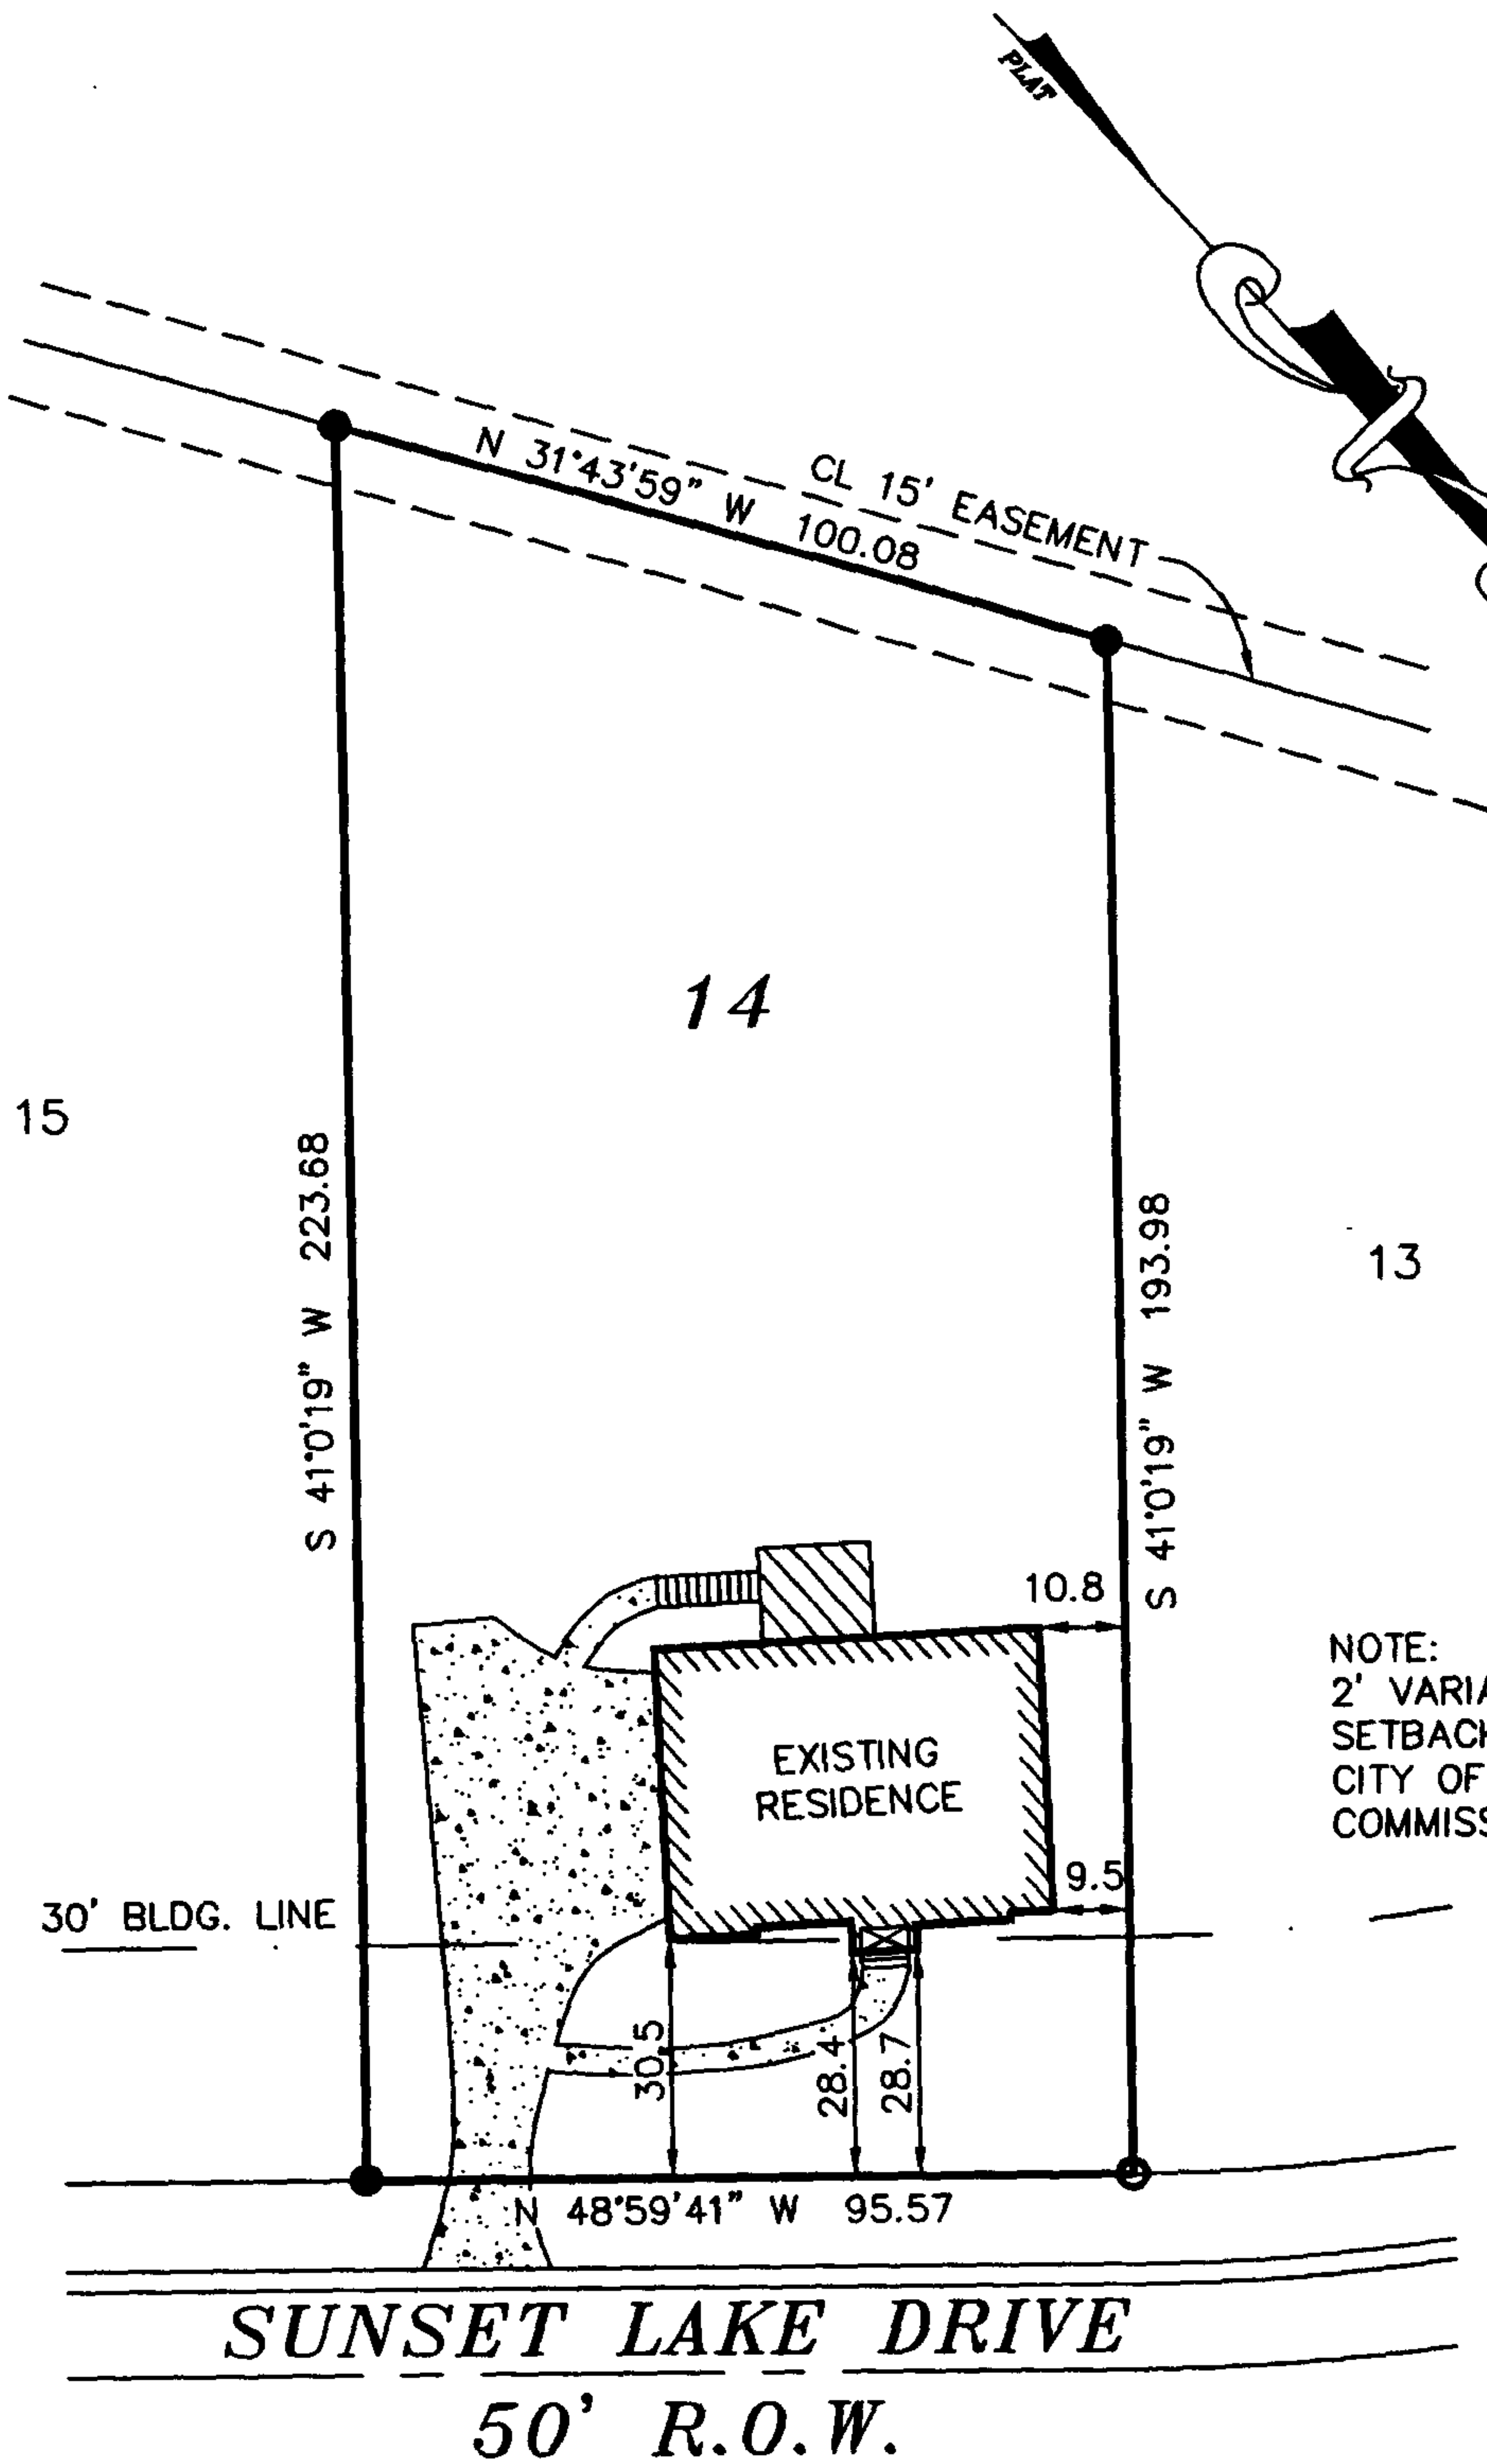 PLAT
N 31°43'59" W 100.08
CL 15' EASEMENT
14
15
S 41°0'19" W 223.68
S 41°0'19" W 193.98
13
10.8
NOTE:
2' VARIA
SETBACK
CITY OF
COMMISS
EXISTING
RESIDENCE
9.5
30' BLDG. LINE
30.5
28.4
28.7
N 48°59'41" W 95.57
SUNSET LAKE DRIVE
50' R.O.W.